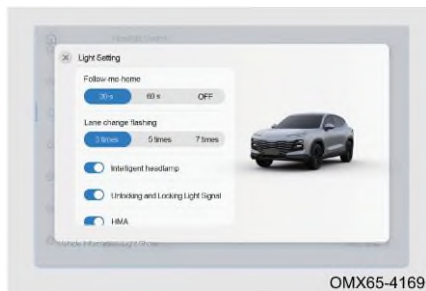 Light Setting
Follow-me-home
30 s 60 s OFF
Lane change flashing
3 times 5 times 7 times
Intelligent headlamp
Unlocking and Locking Light Signal
HMA
OMX65-4169